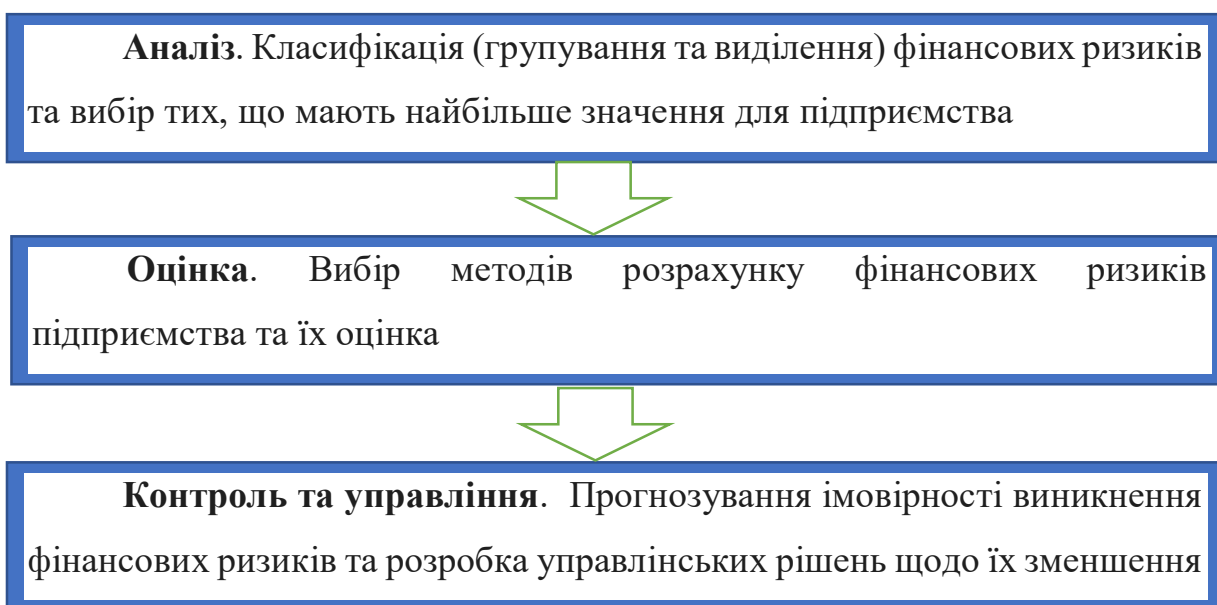 Аналіз. Класифікація (групування та виділення) фінансових ризиків
та вибір тих, що мають найбільше значення для підприємства
Оцінка. Вибір методів розрахунку фінансових ризиків
підприємства та їх оцінка
Контроль та управління. Прогнозування імовірності виникнення
фінансових ризиків та розробка управлінських рішень щодо їх зменшення